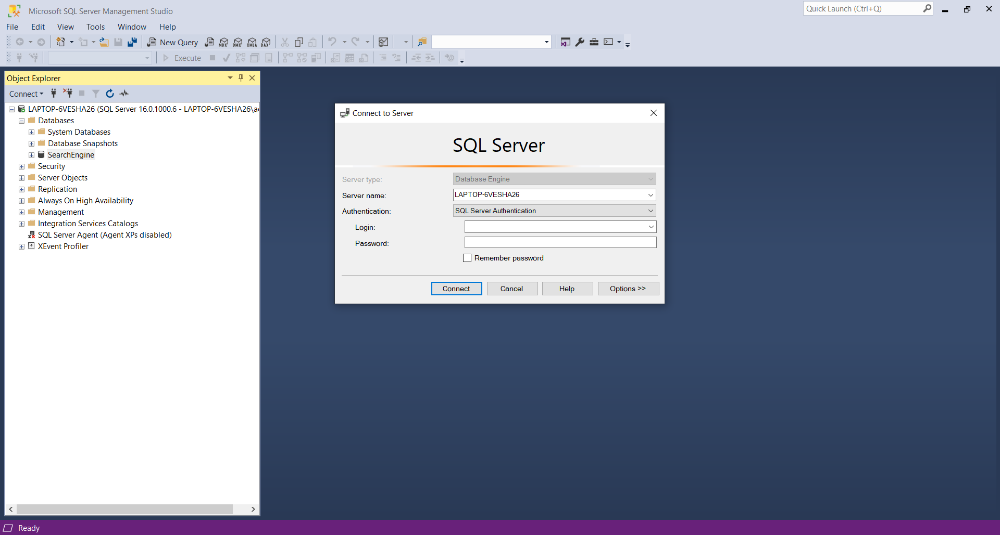 Microsoft SQL Server Management Studio
Quick Launch (Ctrl+Q)
File Edit View Tools Window Help
New Query MDX DMX XMLA DAX
Execute
Object Explorer
Connect
LAPTOP-6VESHA26 (SQL Server 16.0.1000.6 - LAPTOP-6VESHA26\a
Databases
System Databases
Database Snapshots
SearchEngine
Security
Server Objects
Replication
Always On High Availability
Management
Integration Services Catalogs
SQL Server Agent (Agent XPs disabled)
XEvent Profiler
Connect to Server
SQL Server
Server type: Database Engine
Server name: LAPTOP-6VESHA26
Authentication: SQL Server Authentication
Login:
Password:
Remember password
Connect Cancel Help Options >>
Ready